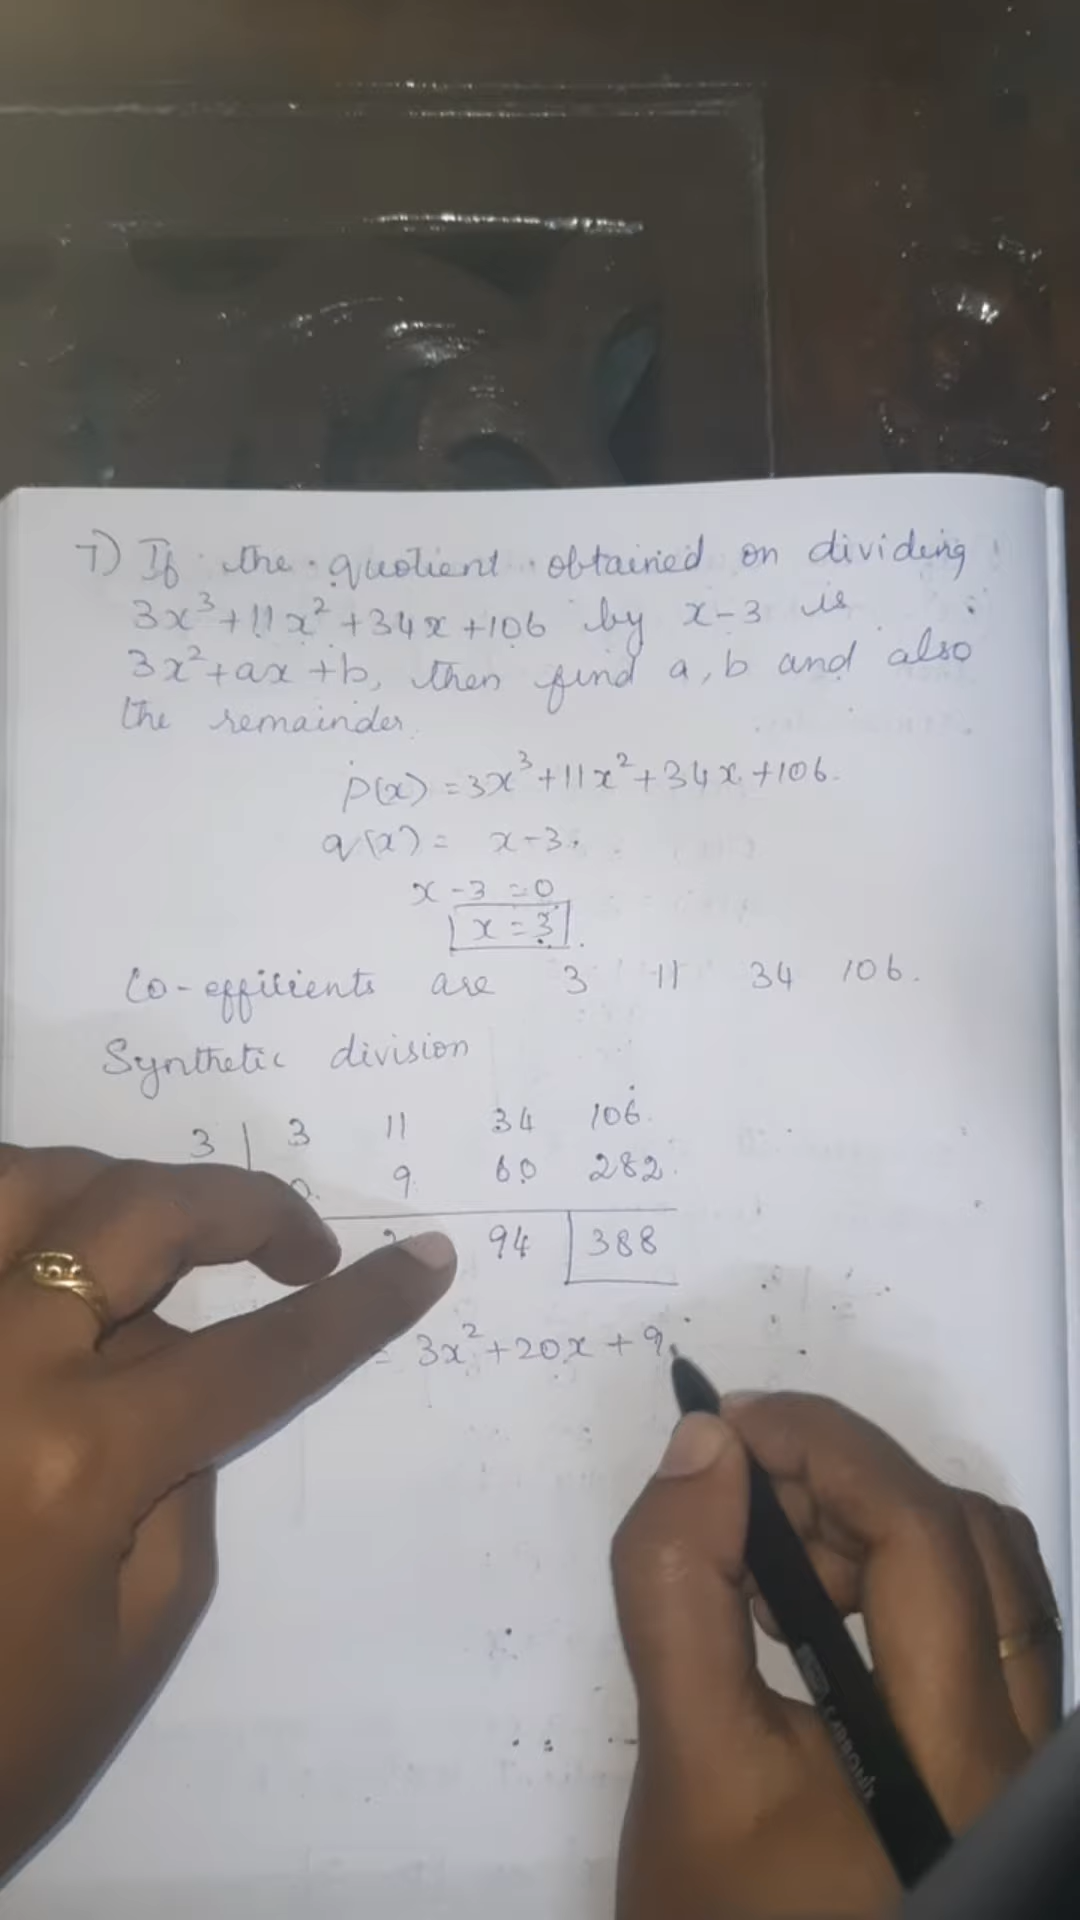 7) If the quotient obtained on dividing
3x³+11x²+34x+106 by x-3 is
3x²+ax+b, then find a, b and also
the remainder.
p(x) = 3x³+11x²+34x+106.
q(x) = x-3.
x-3=0
x=3
Co-efficients are 3 11 34 106.
Synthetic division
3 | 3 11 34 106.
0 9 60 282.
94 388
= 3x²+20x+9
CARBONIX